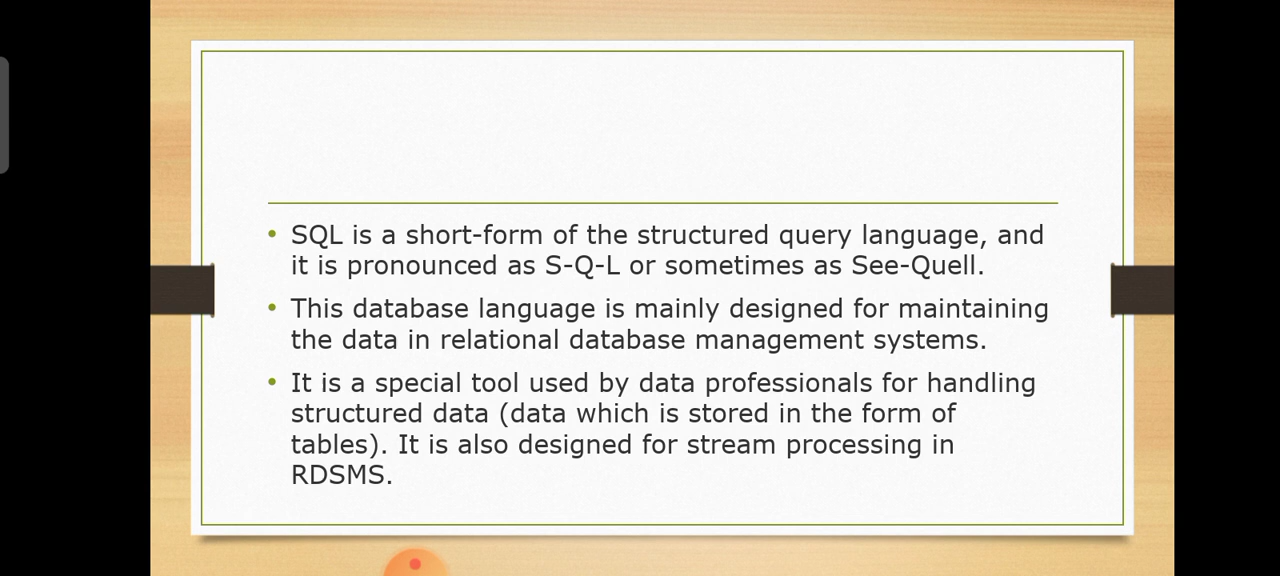 • SQL is a short-form of the structured query language, and
it is pronounced as S-Q-L or sometimes as See-Quell.
• This database language is mainly designed for maintaining
the data in relational database management systems.
• It is a special tool used by data professionals for handling
structured data (data which is stored in the form of
tables). It is also designed for stream processing in
RDSMS.